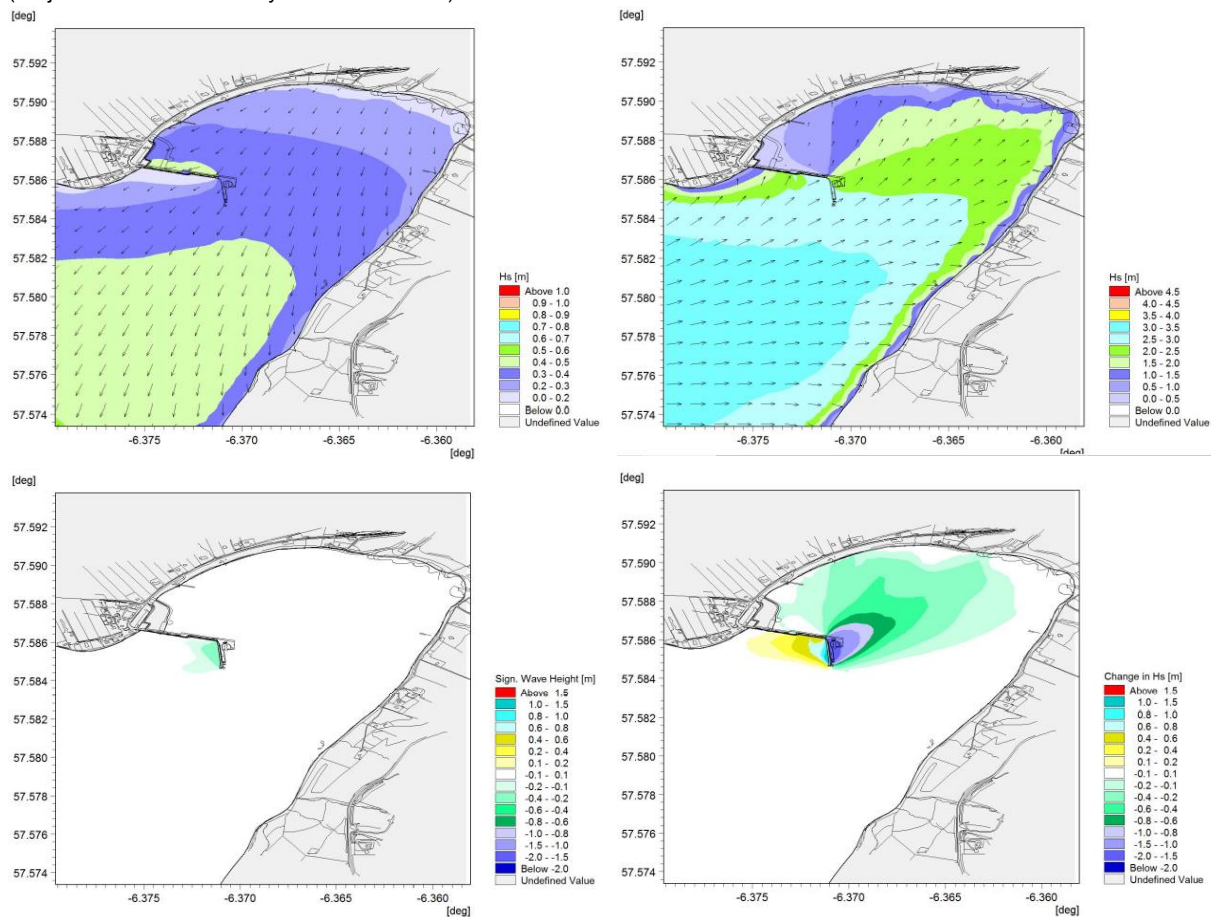 [deg]
57.592
57.590
57.588
57.586
57.584
57.582
57.580
57.578
57.576
57.574
-6.375
-6.370
-6.365
-6.360
[deg]
Hs [m]
Above 1.0
0.9 - 1.0
0.8 - 0.9
0.7 - 0.8
0.6 - 0.7
0.5 - 0.6
0.4 - 0.5
0.3 - 0.4
0.2 - 0.3
0.0 - 0.2
Below 0.0
Undefined Value
[deg]
57.592
57.590
57.588
57.586
57.584
57.582
57.580
57.578
57.576
57.574
-6.375
-6.370
-6.365
-6.360
[deg]
Hs [m]
Above 4.5
4.0 - 4.5
3.5 - 4.0
3.0 - 3.5
2.5 - 3.0
2.0 - 2.5
1.5 - 2.0
1.0 - 1.5
0.5 - 1.0
0.0 - 0.5
Below 0.0
Undefined Value
[deg]
57.592
57.590
57.588
57.586
57.584
57.582
57.580
57.578
57.576
57.574
-6.375
-6.370
-6.365
-6.360
[deg]
Sign. Wave Height [m]
Above 1.5
1.0 - 1.5
0.8 - 1.0
0.6 - 0.8
0.4 - 0.6
0.2 - 0.4
0.1 - 0.2
-0.1 - 0.1
-0.2 - -0.1
-0.4 - -0.2
-0.6 - -0.4
-0.8 - -0.6
-1.0 - -0.8
-1.5 - -1.0
-2.0 - -1.5
Below -2.0
Undefined Value
[deg]
57.592
57.590
57.588
57.586
57.584
57.582
57.580
57.578
57.576
57.574
-6.375
-6.370
-6.365
-6.360
[deg]
Change in Hs [m]
Above 1.5
1.0 - 1.5
0.8 - 1.0
0.6 - 0.8
0.4 - 0.6
0.2 - 0.4
0.1 - 0.2
-0.1 - 0.1
-0.2 - -0.1
-0.4 - -0.2
-0.6 - -0.4
-0.8 - -0.6
-1.0 - -0.8
-1.5 - -1.0
-2.0 - -1.5
Below -2.0
Undefined Value